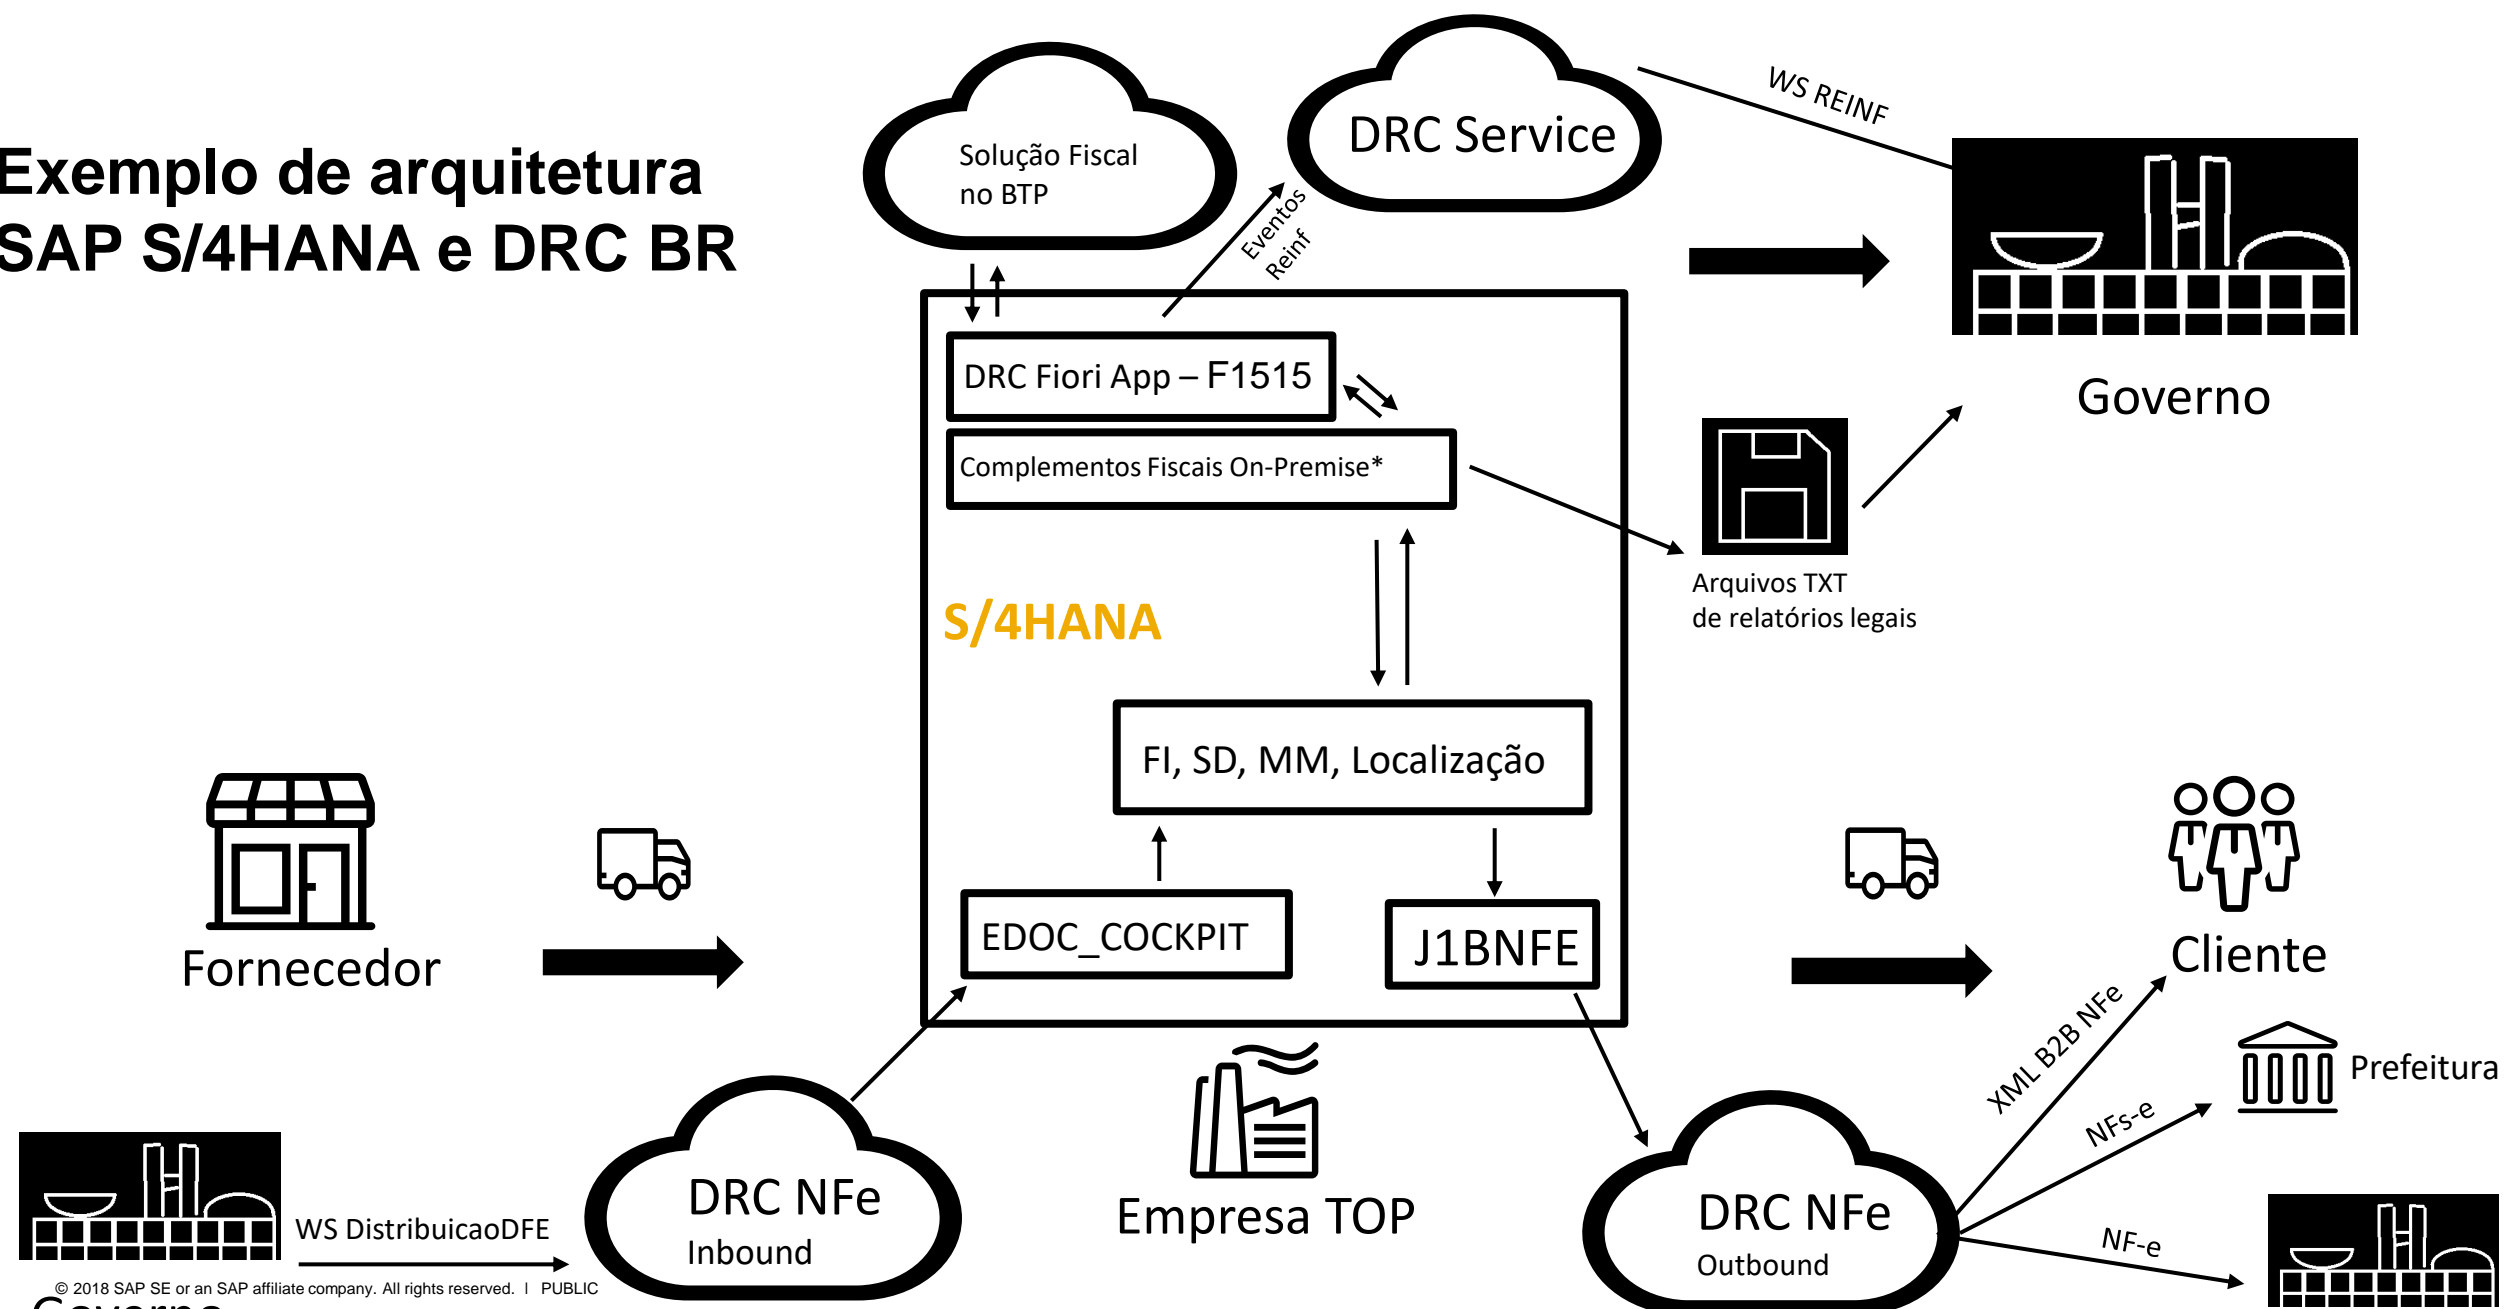 Exemplo de arquitetura
SAP S/4HANA e DRC BR
Solução Fiscal
no BTP
DRC Service
WS REINF
Eventos
Reinf
DRC Fiori App – F1515
Complementos Fiscais On-Premise*
Governo
Arquivos TXT
de relatórios legais
S/4HANA
FI, SD, MM, Localização
EDOC_COCKPIT
J1BNFE
Fornecedor
Cliente
XML B2B NFe
Prefeitura
NFs-e
NF-e
Empresa TOP
DRC NFe
Inbound
DRC NFe
Outbound
WS DistribuicaoDFE
© 2018 SAP SE or an SAP affiliate company. All rights reserved. ǀ PUBLIC
Governo